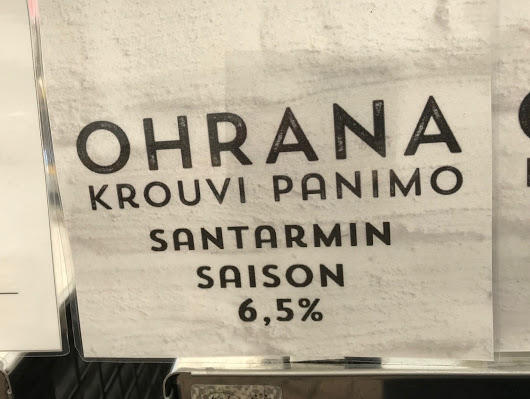 OHRANA
KROUVI PANIMO
SANTARMIN
SAISON
6,5%